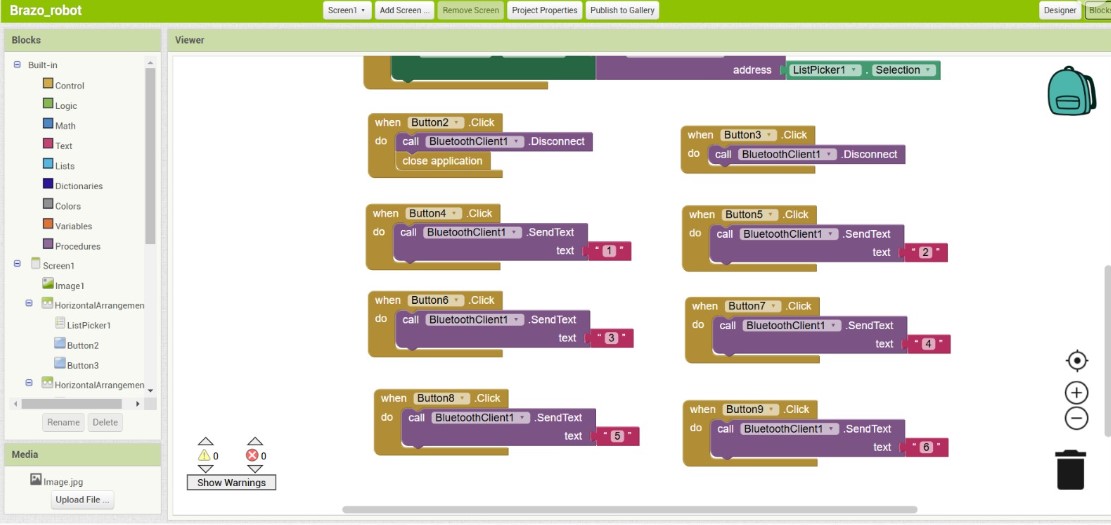 Brazo_robot
Screen1 Add Screen ... Remove Screen Project Properties Publish to Gallery Designer Blocks
Blocks
Viewer
Built-in
Control
Logic
Math
Text
Lists
Dictionaries
Colors
Variables
Procedures
Screen1
Image1
HorizontalArrangemen
ListPicker1
Button2
Button3
HorizontalArrangemen
Rename Delete
Media
Image.jpg
Upload File ...
address ListPicker1 . Selection
when Button2 .Click
do call BluetoothClient1 .Disconnect
close application
when Button3 .Click
do call BluetoothClient1 .Disconnect
when Button4 .Click
do call BluetoothClient1 .SendText
text " 1 "
when Button5 .Click
do call BluetoothClient1 .SendText
text " 2 "
when Button6 .Click
do call BluetoothClient1 .SendText
text " 3 "
when Button7 .Click
do call BluetoothClient1 .SendText
text " 4 "
when Button8 .Click
do call BluetoothClient1 .SendText
text " 5 "
when Button9 .Click
do call BluetoothClient1 .SendText
text " 6 "
0 0
Show Warnings